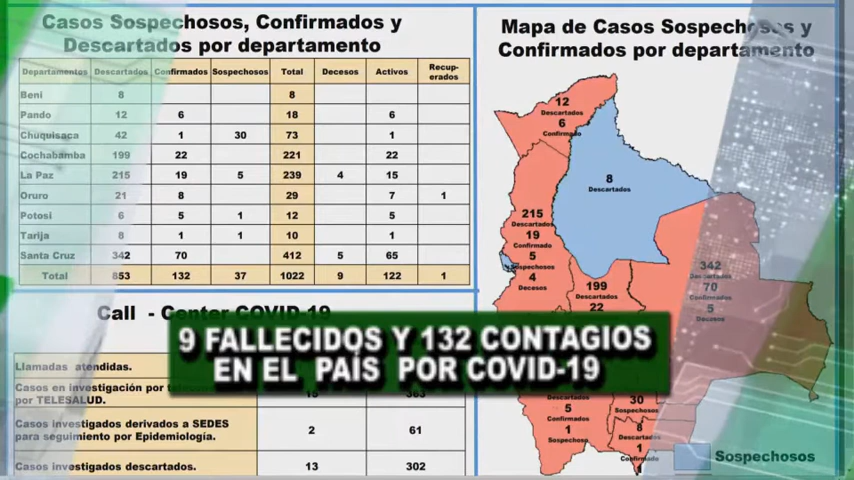 Casos Sospechosos, Confirmados y
Descartados por departamento
Departamentos Descartados Confirmados Sospechosos Total Decesos Activos Recup-
erados
Beni 8 8
Pando 12 6 18 6
Chuquisaca 42 1 30 73 1
Cochabamba 199 22 221 22
La Paz 215 19 5 239 4 15
Oruro 21 8 29 7 1
Potosi 6 5 1 12 5
Tarija 8 1 1 10 1
Santa Cruz 342 70 412 5 65
Total 853 132 37 1022 9 122 1
Call - Center COVID-19
Llamadas atendidas.
Casos en investigación por
por TELESALUD.
Casos investigados derivados a SEDES 2 61
para seguimiento por Epidemiología.
Casos investigados descartados. 13 302
Mapa de Casos Sospechosos y
Confirmados por departamento
12
Descartados
6
Confirmado
8
Descartados
215
Descartados
19
Confirmado
5
Sospechosos
4
Decesos
342
Descartados
70
Confirmados
5
Decesos
199
Descartados
22
9 FALLECIDOS Y 132 CONTAGIOS
EN EL PAÍS POR COVID-19
Descartados
5
Confirmados
1
Sospechoso
30
Sospechosos
8
Descartados
1
Confirmado
1
Sospechosos